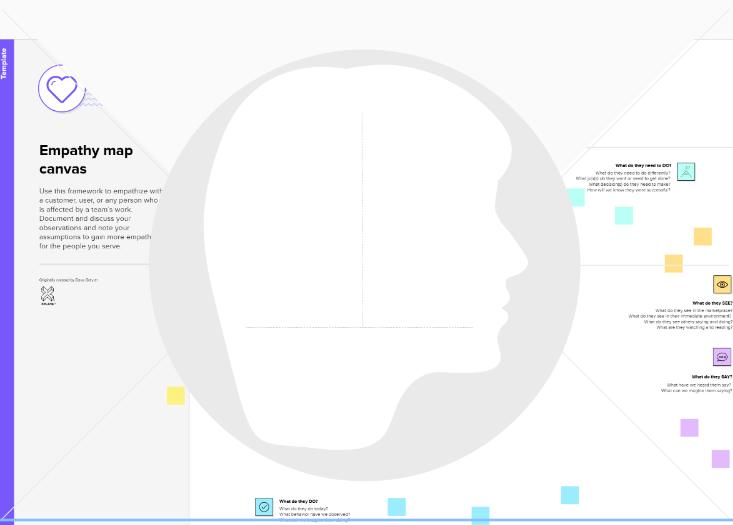 Template
Empathy map
canvas
Use this framework to empathize with
a customer, user, or any person who
is affected by a team's work.
Document and discuss your
observations and note your
assumptions to gain more empath
for the people you serve
Originally created by Dave Gray at
XPLANE
What do they need to DO?
What do they need to do differently?
What job(s) do they want or need to get done?
What decision(s) do they need to make?
How will we know they were successful?
What do they SEE?
What do they see in the marketplace?
What do they see in their immediate environment?
What do they see others saying and doing?
What are they watching and reading?
What do they SAY?
What have we heard them say?
What can we imagine them saying?
What do they DO?
What do they do today?
What behavior have we observed?